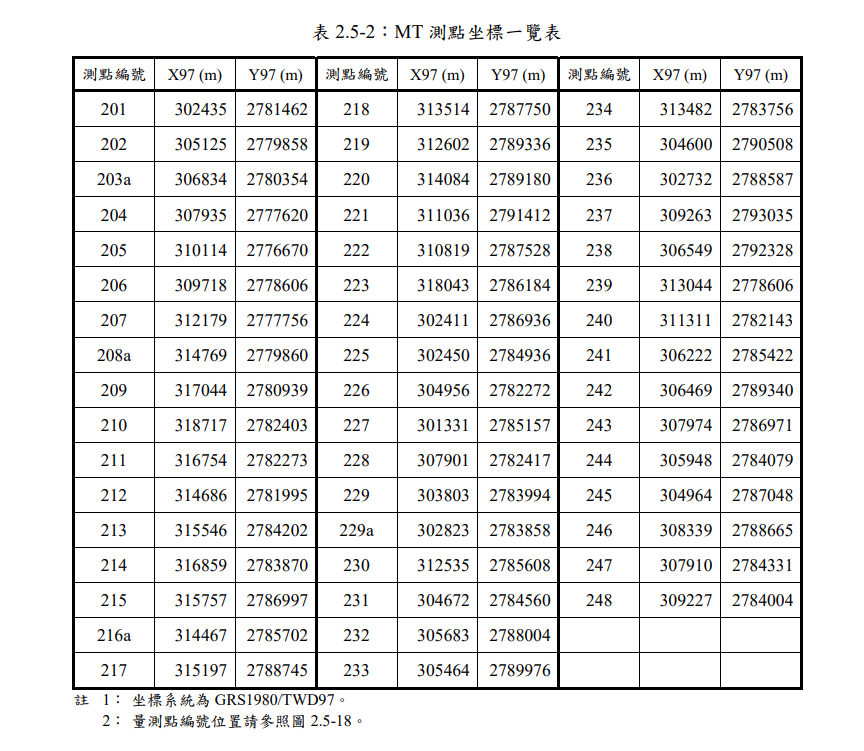 表 2.5-2：MT 測點坐標一覽表
測點編號 X97 (m) Y97 (m) 測點編號 X97 (m) Y97 (m) 測點編號 X97 (m) Y97 (m)
201 302435 2781462 218 313514 2787750 234 313482 2783756
202 305125 2779858 219 312602 2789336 235 304600 2790508
203a 306834 2780354 220 314084 2789180 236 302732 2788587
204 307935 2777620 221 311036 2791412 237 309263 2793035
205 310114 2776670 222 310819 2787528 238 306549 2792328
206 309718 2778606 223 318043 2786184 239 313044 2778606
207 312179 2777756 224 302411 2786936 240 311311 2782143
208a 314769 2779860 225 302450 2784936 241 306222 2785422
209 317044 2780939 226 304956 2782272 242 306469 2789340
210 318717 2782403 227 301331 2785157 243 307974 2786971
211 316754 2782273 228 307901 2782417 244 305948 2784079
212 314686 2781995 229 303803 2783994 245 304964 2787048
213 315546 2784202 229a 302823 2783858 246 308339 2788665
214 316859 2783870 230 312535 2785608 247 307910 2784331
215 315757 2786997 231 304672 2784560 248 309227 2784004
216a 314467 2785702 232 305683 2788004
217 315197 2788745 233 305464 2789976
註 1： 坐標系統為 GRS1980/TWD97。
2： 量測點編號位置請參照圖 2.5-18。